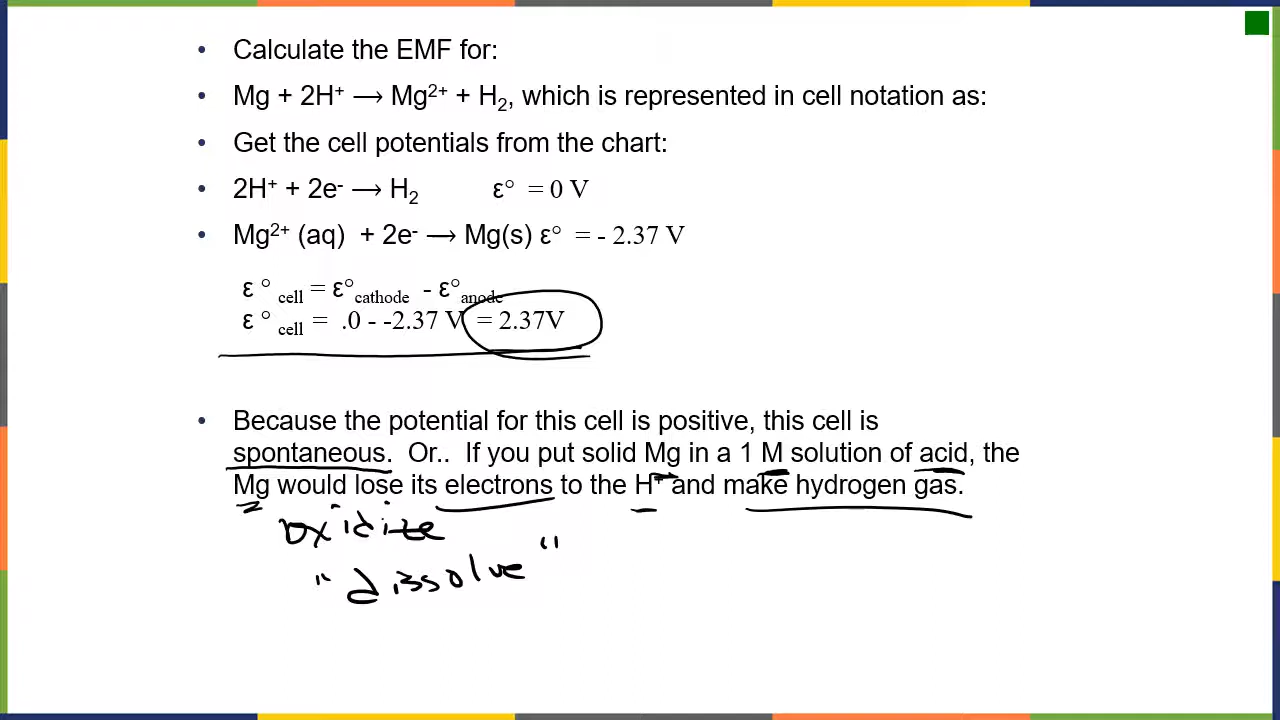 • Calculate the EMF for:
• Mg + 2H⁺ ⟶ Mg²⁺ + H₂, which is represented in cell notation as:
• Get the cell potentials from the chart:
• 2H⁺ + 2e⁻ ⟶ H₂ ε° = 0 V
• Mg²⁺ (aq) + 2e⁻ ⟶ Mg(s) ε° = - 2.37 V
ε ° cell = ε°cathode - ε°anode
ε ° cell = .0 - -2.37 V = 2.37V
• Because the potential for this cell is positive, this cell is
spontaneous. Or.. If you put solid Mg in a 1 M solution of acid, the
Mg would lose its electrons to the H⁺ and make hydrogen gas.
oxidize
"dissolve"